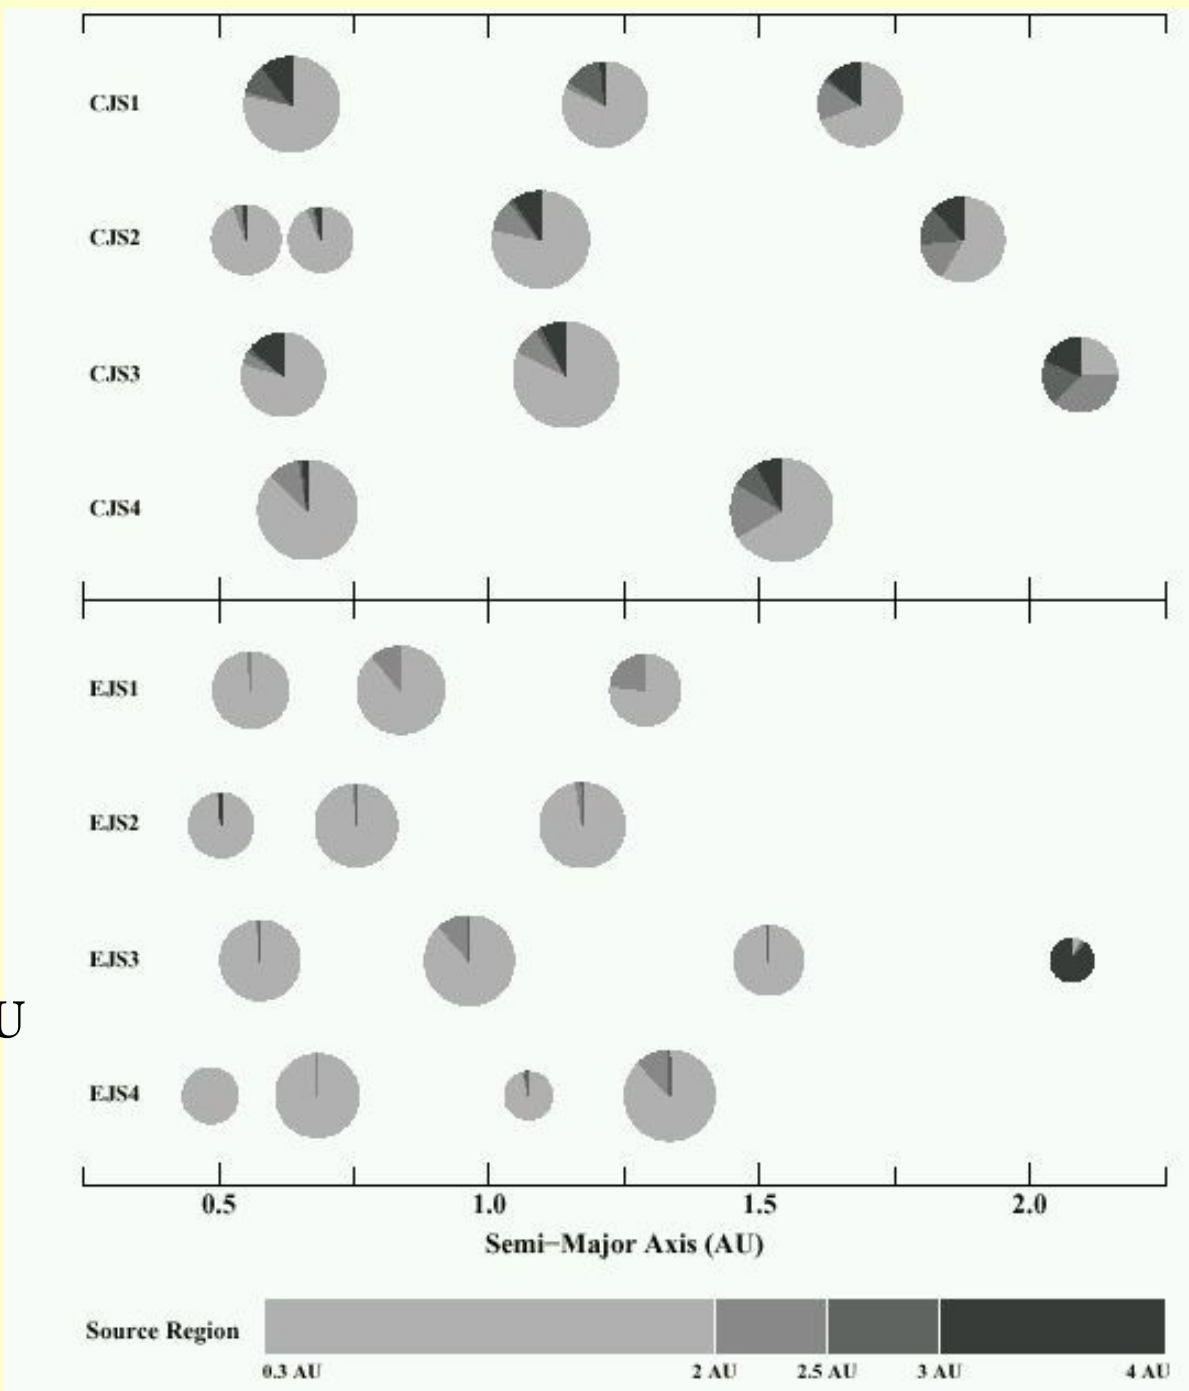 CJS1
CJS2
CJS3
CJS4
EJS1
EJS2
EJS3
U
EJS4
0.5 1.0 1.5 2.0
Semi−Major Axis (AU)
Source Region
0.3 AU 2 AU 2.5 AU 3 AU 4 AU